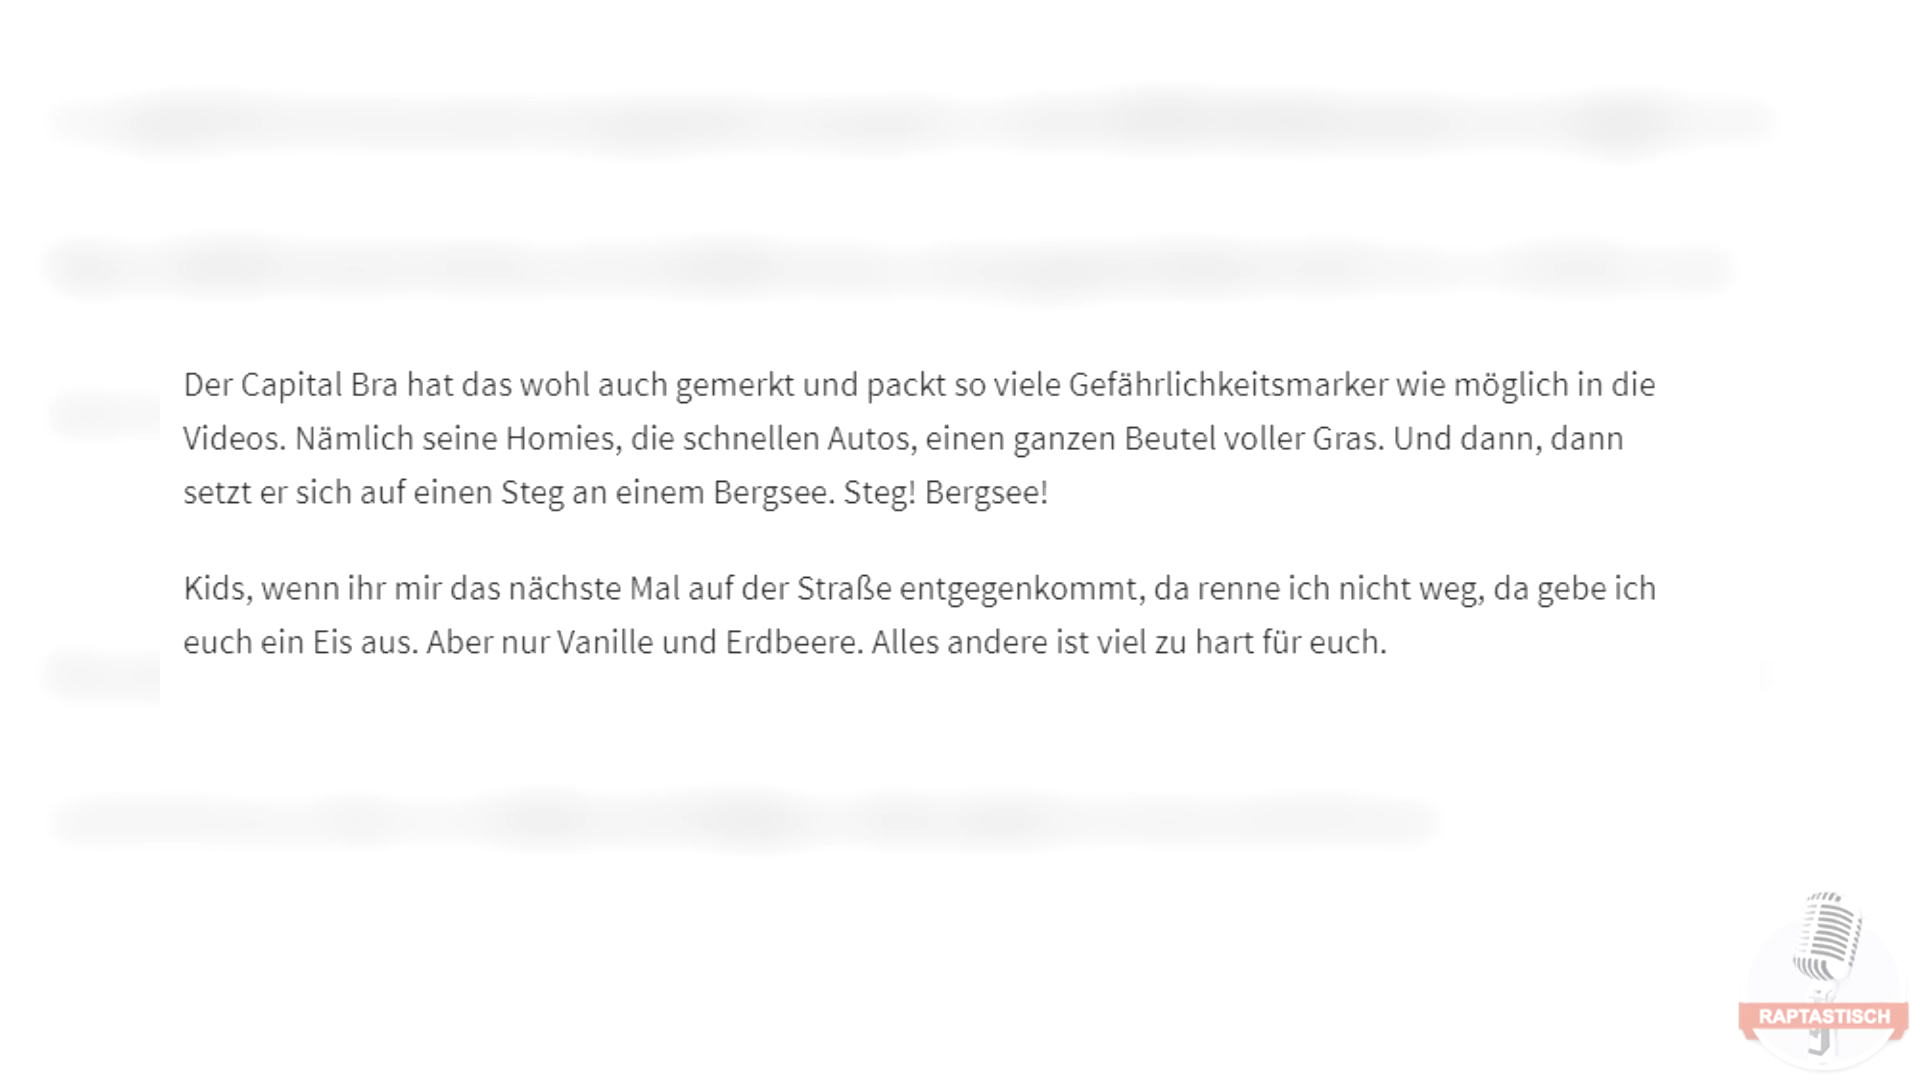 Der Capital Bra hat das wohl auch gemerkt und packt so viele Gefährlichkeitsmarker wie möglich in die
Videos. Nämlich seine Homies, die schnellen Autos, einen ganzen Beutel voller Gras. Und dann, dann
setzt er sich auf einen Steg an einem Bergsee. Steg! Bergsee!
Kids, wenn ihr mir das nächste Mal auf der Straße entgegenkommt, da renne ich nicht weg, da gebe ich
euch ein Eis aus. Aber nur Vanille und Erdbeere. Alles andere ist viel zu hart für euch.
RAPTASTISCH